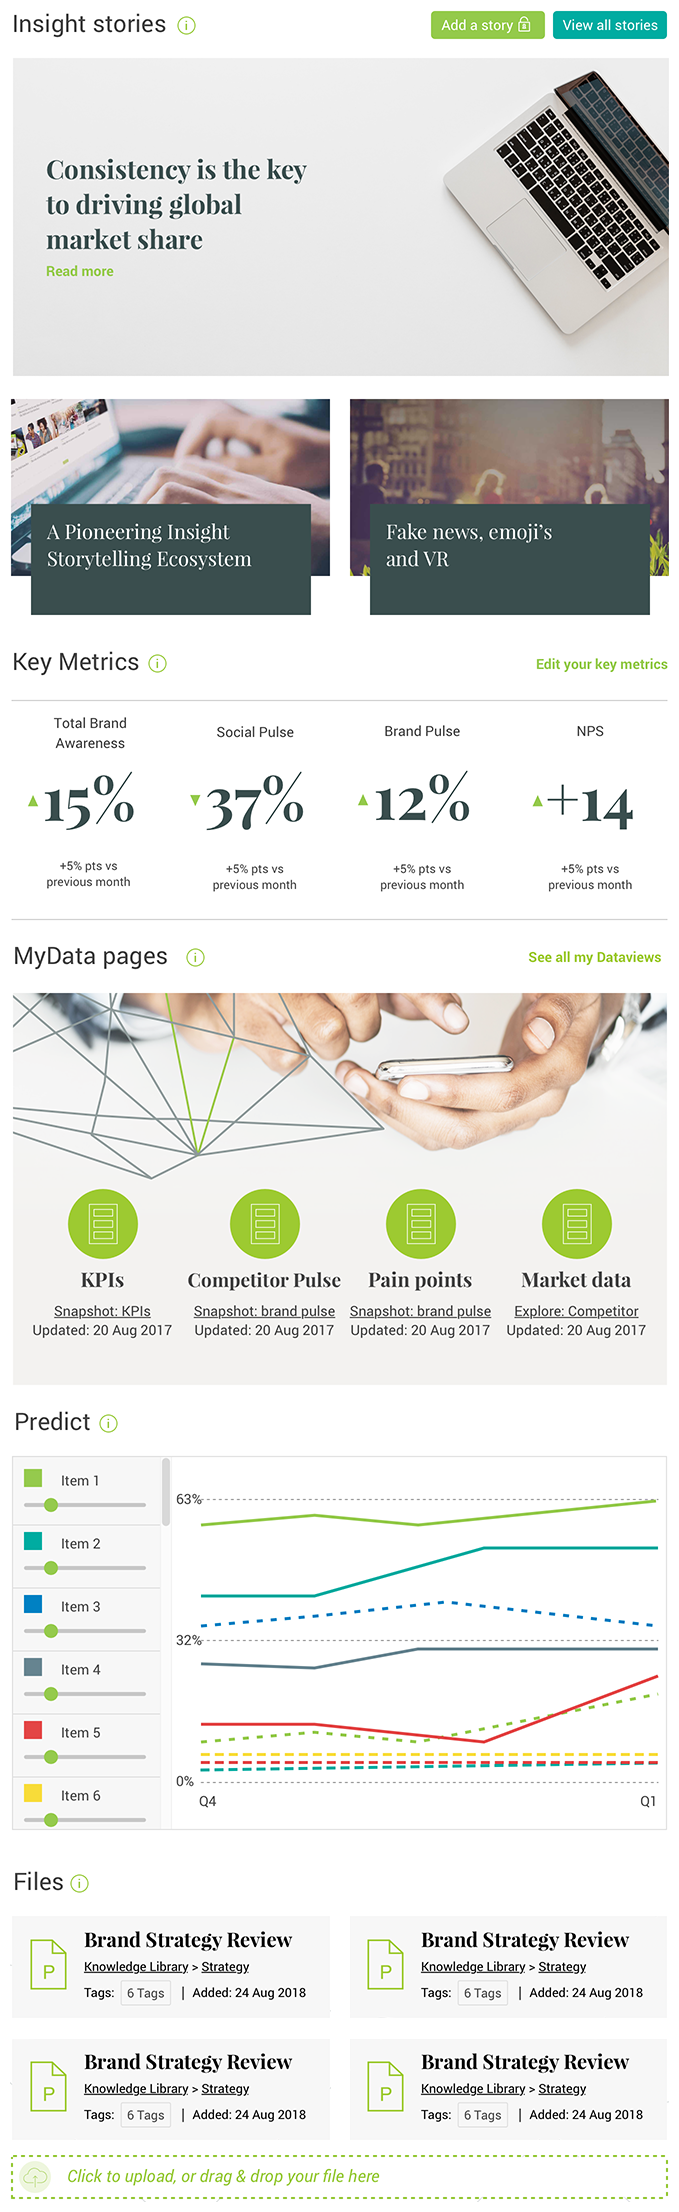 Insight stories
Add a story
View all stories
Consistency is the key
to driving global
market share
Read more
A Pioneering Insight
Storytelling Ecosystem
Fake news, emoji's
and VR
Key Metrics
Edit your key metrics
Total Brand
Awareness
15%
+5% pts vs
previous month
Social Pulse
37%
+5% pts vs
previous month
Brand Pulse
12%
+5% pts vs
previous month
NPS
+14
+5% pts vs
previous month
MyData pages
See all my Dataviews
KPIs
Snapshot: KPIs
Updated: 20 Aug 2017
Competitor Pulse
Snapshot: brand pulse
Updated: 20 Aug 2017
Pain points
Snapshot: brand pulse
Updated: 20 Aug 2017
Market data
Explore: Competitor
Updated: 20 Aug 2017
Predict
Item 1
Item 2
Item 3
Item 4
Item 5
Item 6
63%
32%
0%
Q4
Q1
Files
P
Brand Strategy Review
Knowledge Library > Strategy
Tags: 6 Tags | Added: 24 Aug 2018
P
Brand Strategy Review
Knowledge Library > Strategy
Tags: 6 Tags | Added: 24 Aug 2018
P
Brand Strategy Review
Knowledge Library > Strategy
Tags: 6 Tags | Added: 24 Aug 2018
P
Brand Strategy Review
Knowledge Library > Strategy
Tags: 6 Tags | Added: 24 Aug 2018
Click to upload, or drag & drop your file here